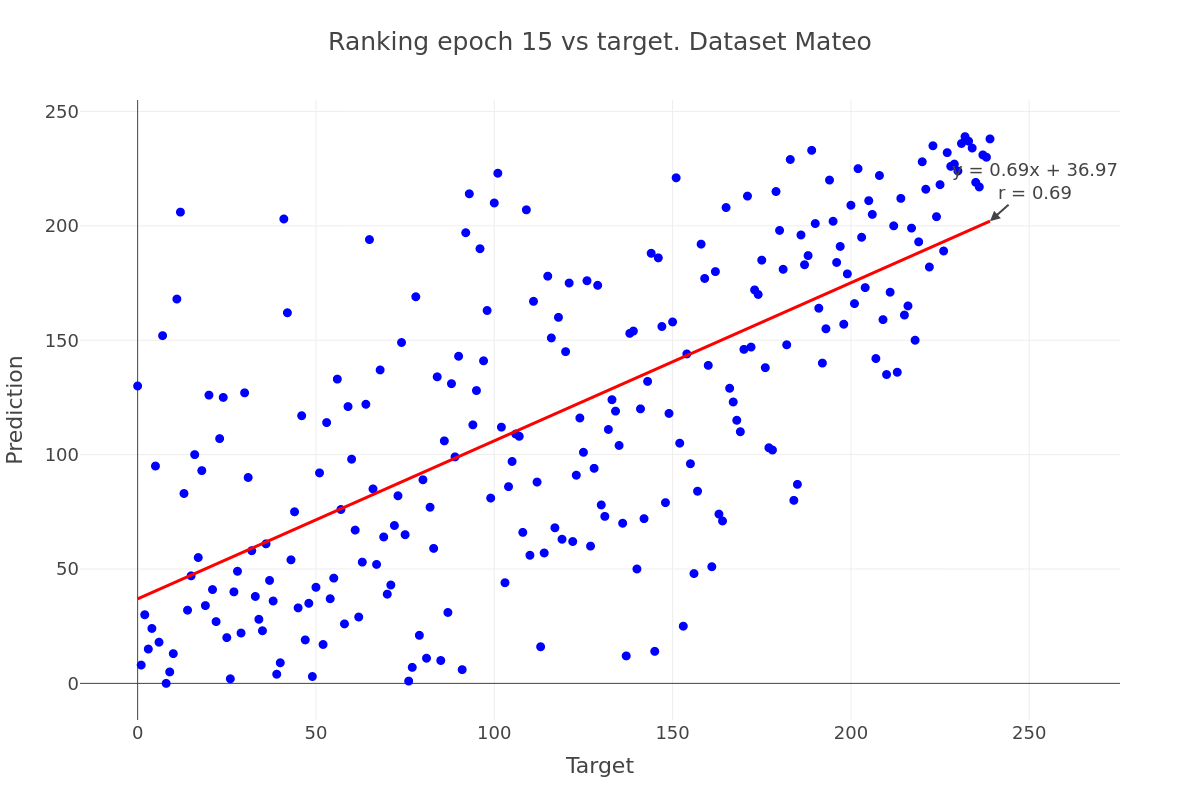 Ranking epoch 15 vs target. Dataset Mateo
250
200
150
100
50
0
Prediction
y = 0.69x + 36.97
r = 0.69
0 50 100 150 200 250
Target